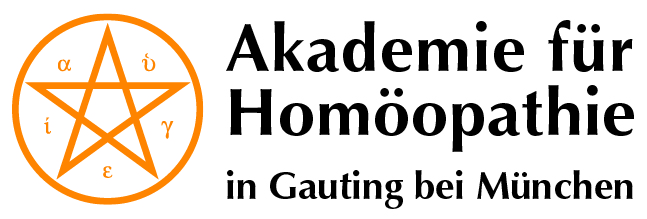 α ὑ
ί γ
ε
Akademie für
Homöopathie
in Gauting bei München